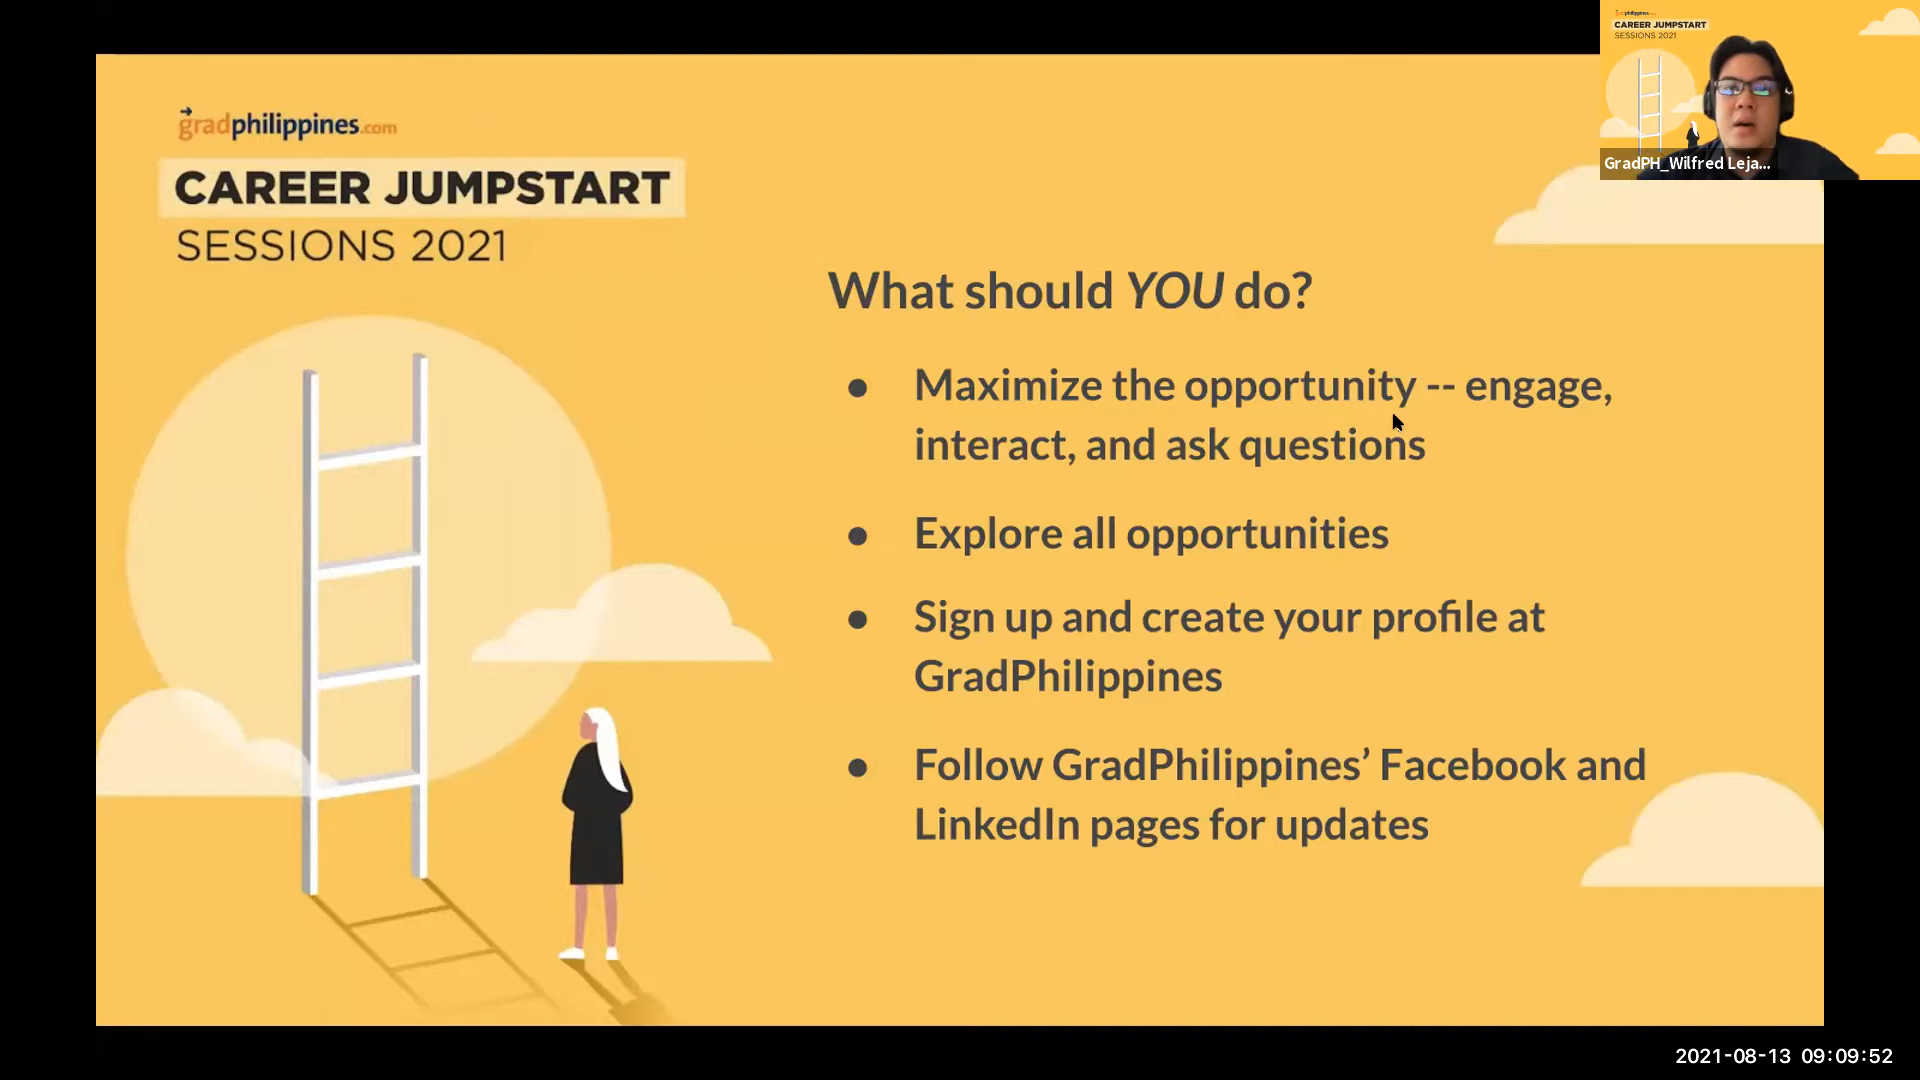 gradphilippines.com
CAREER JUMPSTART
SESSIONS 2021
What should YOU do?
● Maximize the opportunity -- engage,
interact, and ask questions
● Explore all opportunities
● Sign up and create your profile at
GradPhilippines
● Follow GradPhilippines’ Facebook and
LinkedIn pages for updates
gradphilippines.com
CAREER JUMPSTART
SESSIONS 2021
GradPH_Wilfred Leja...
2021-08-13 09:09:52